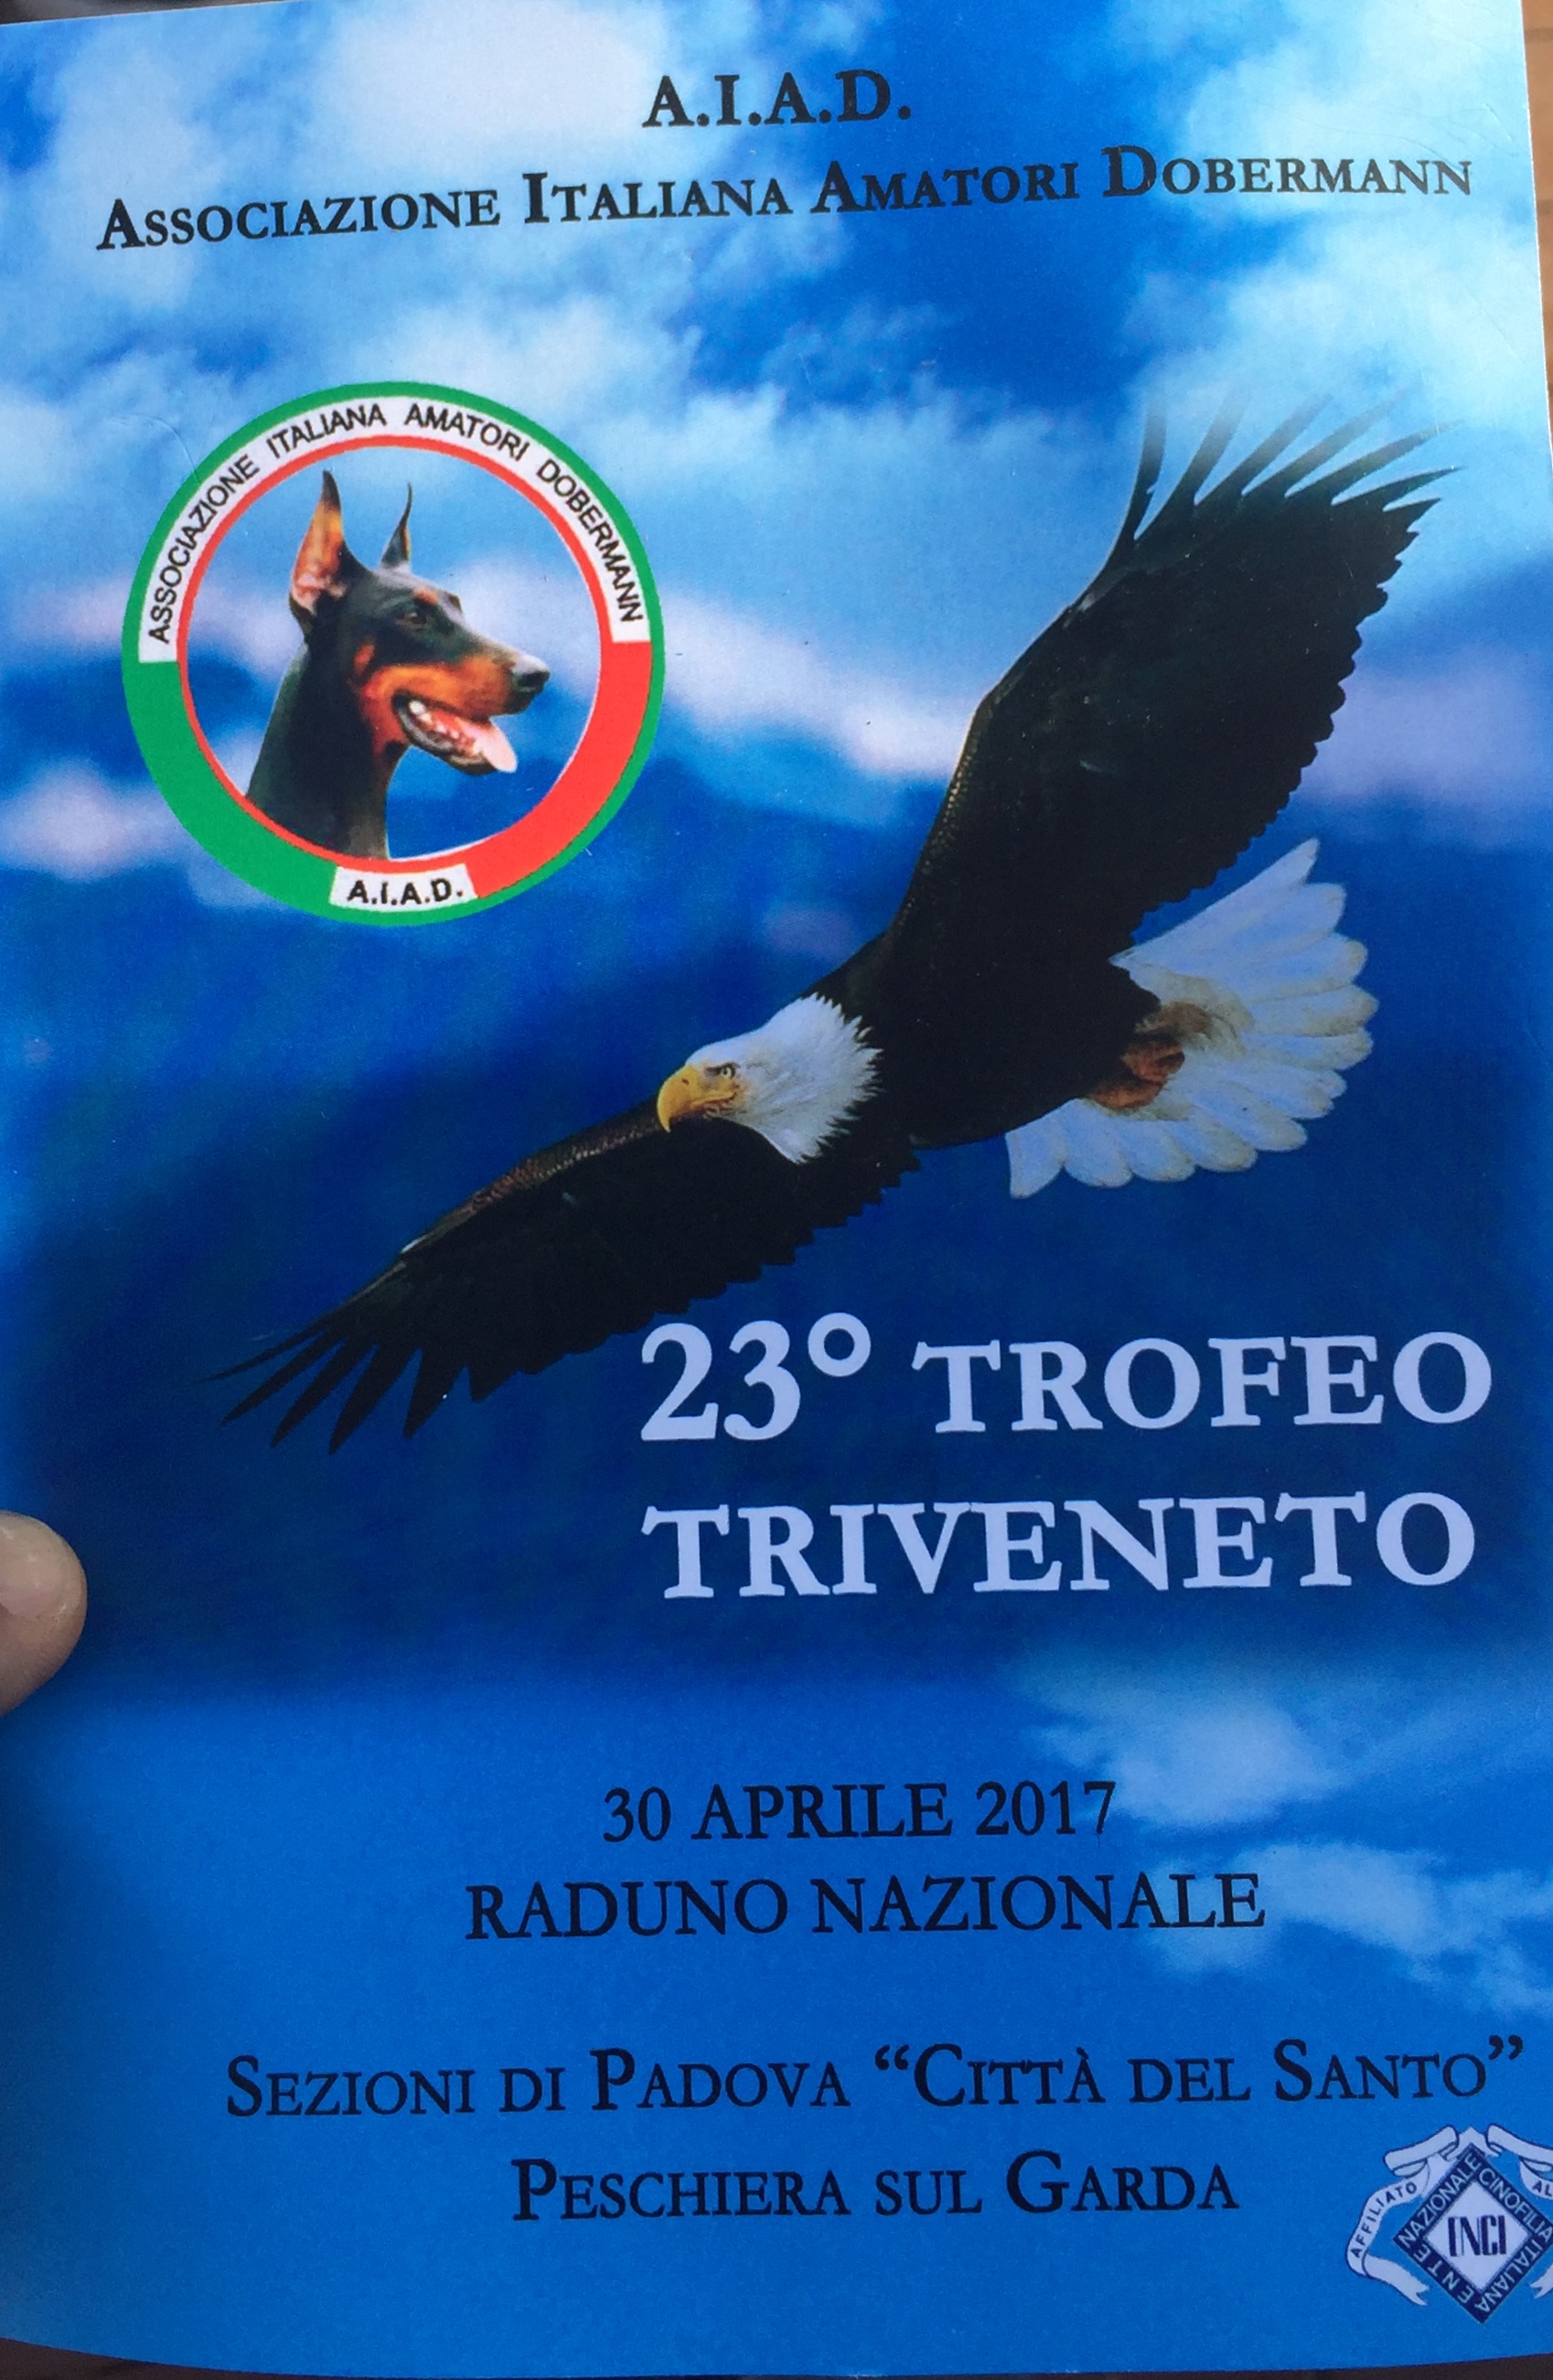 A.I.A.D.
Associazione Italiana Amatori Dobermann
ASSOCIAZIONE ITALIANA AMATORI DOBERMANN
A.I.A.D.
23° TROFEO
TRIVENETO
30 APRILE 2017
RADUNO NAZIONALE
Sezioni di Padova “Città del Santo”
Peschiera sul Garda
AFFILIATO AL
ENTE NAZIONALE CINOFILIA ITALIANA
ENCI